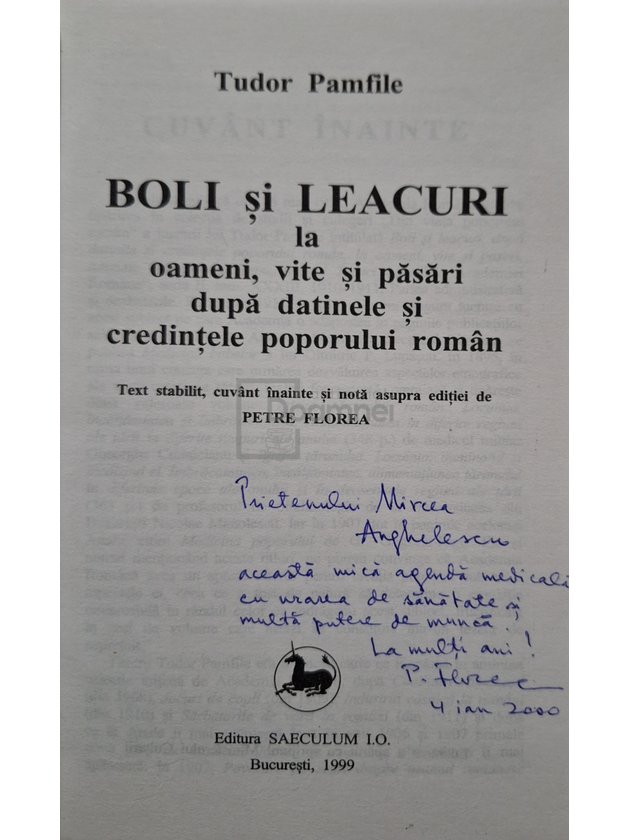 Tudor Pamfile
CUVÂNT ÎNAINTE
BOLI și LEACURI
la
oameni, vite și păsări
după datinele și
credințele poporului român
Text stabilit, cuvânt înainte și notă asupra ediției de
PETRE FLOREA
Prietenului Mircea
Anghelescu
această mică agendă medicală
cu urarea de sănătate și
multă putere de muncă.
La mulți ani!
P. Florea
4 ian 2000
Editura SAECULUM I.O.
București, 1999